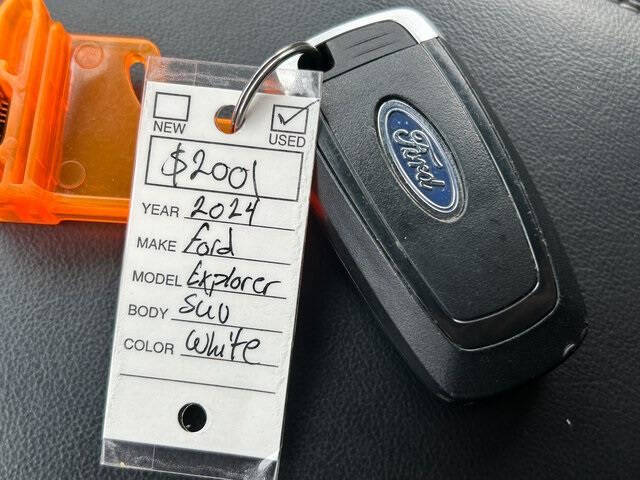 NEW
USED
$2001
YEAR 2024
MAKE Ford
MODEL Explorer
BODY SUV
COLOR White
Ford